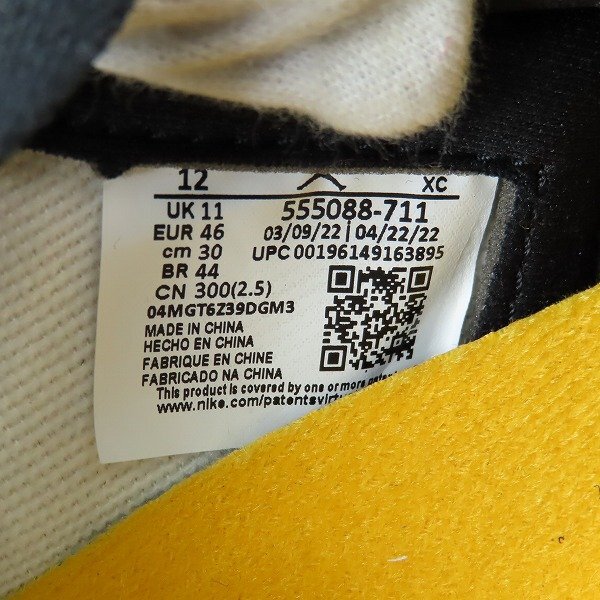 12 XC
UK 11 555088-711
EUR 46 03/09/22 | 04/22/22
cm 30 UPC 00196149163895
BR 44
CN 300(2.5)
04MGT6Z39DGM3
MADE IN CHINA
HECHO EN CHINA
FABRIQUE EN CHINE
FABRICADO NA CHINA
This product is covered by one or more
www.nike.com/patentsvirtu